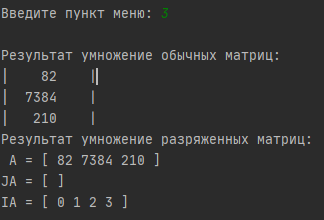 Введите пункт меню: 3
Результат умножение обычных матриц:
| 82 |
| 7384 |
| 210 |
Результат умножение разряженных матриц:
A = [ 82 7384 210 ]
JA = [ ]
IA = [ 0 1 2 3 ]